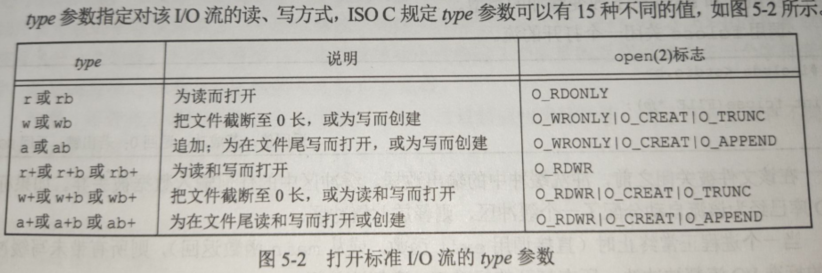 type 参数指定对该 I/O 流的读、写方式，ISO C 规定 type 参数可以有 15 种不同的值，如图 5-2 所示。
type 说明 open(2)标志
r 或 rb 为读而打开 O_RDONLY
w 或 wb 把文件截断至 0 长，或为写而创建 O_WRONLY|O_CREAT|O_TRUNC
a 或 ab 追加：为在文件尾写而打开，或为写而创建 O_WRONLY|O_CREAT|O_APPEND
r+或 r+b 或 rb+ 为读和写而打开 O_RDWR
w+或 w+b 或 wb+ 把文件截断至 0 长，或为读和写而打开 O_RDWR|O_CREAT|O_TRUNC
a+或 a+b 或 ab+ 为在文件尾读和写而打开或创建 O_RDWR|O_CREAT|O_APPEND
图 5-2 打开标准 I/O 流的 type 参数